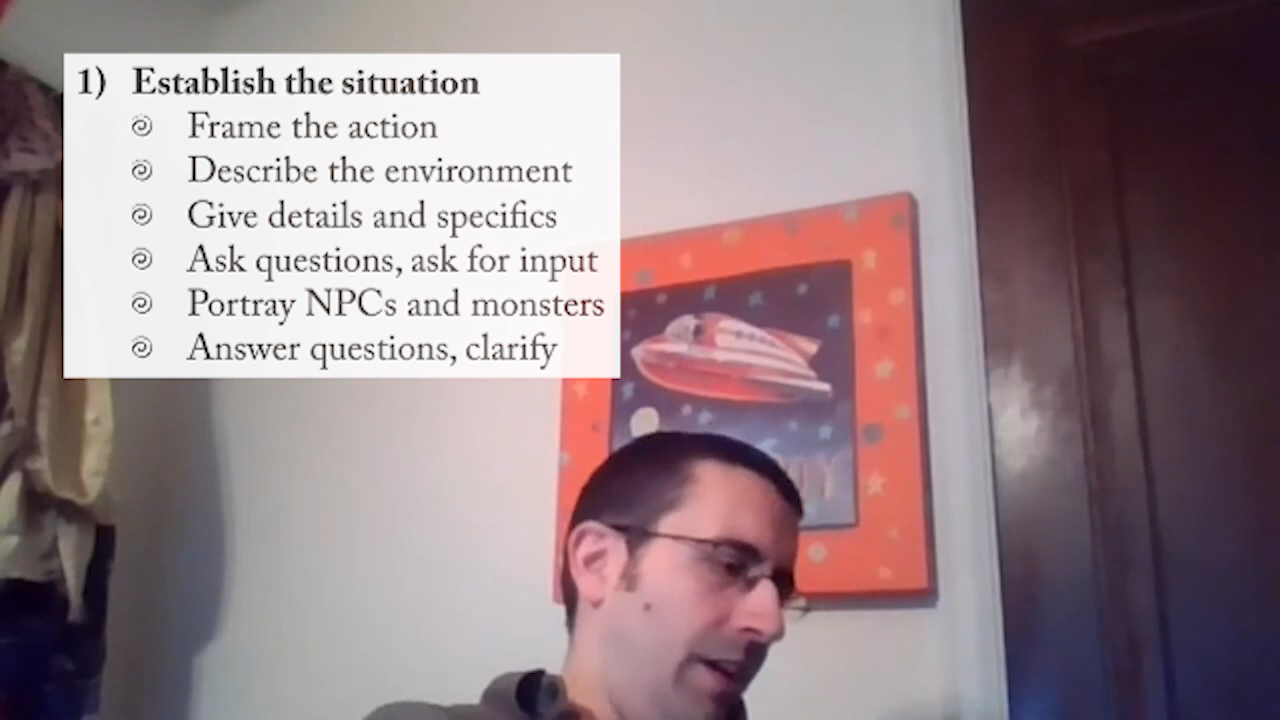 1) Establish the situation
Frame the action
Describe the environment
Give details and specifics
Ask questions, ask for input
Portray NPCs and monsters
Answer questions, clarify